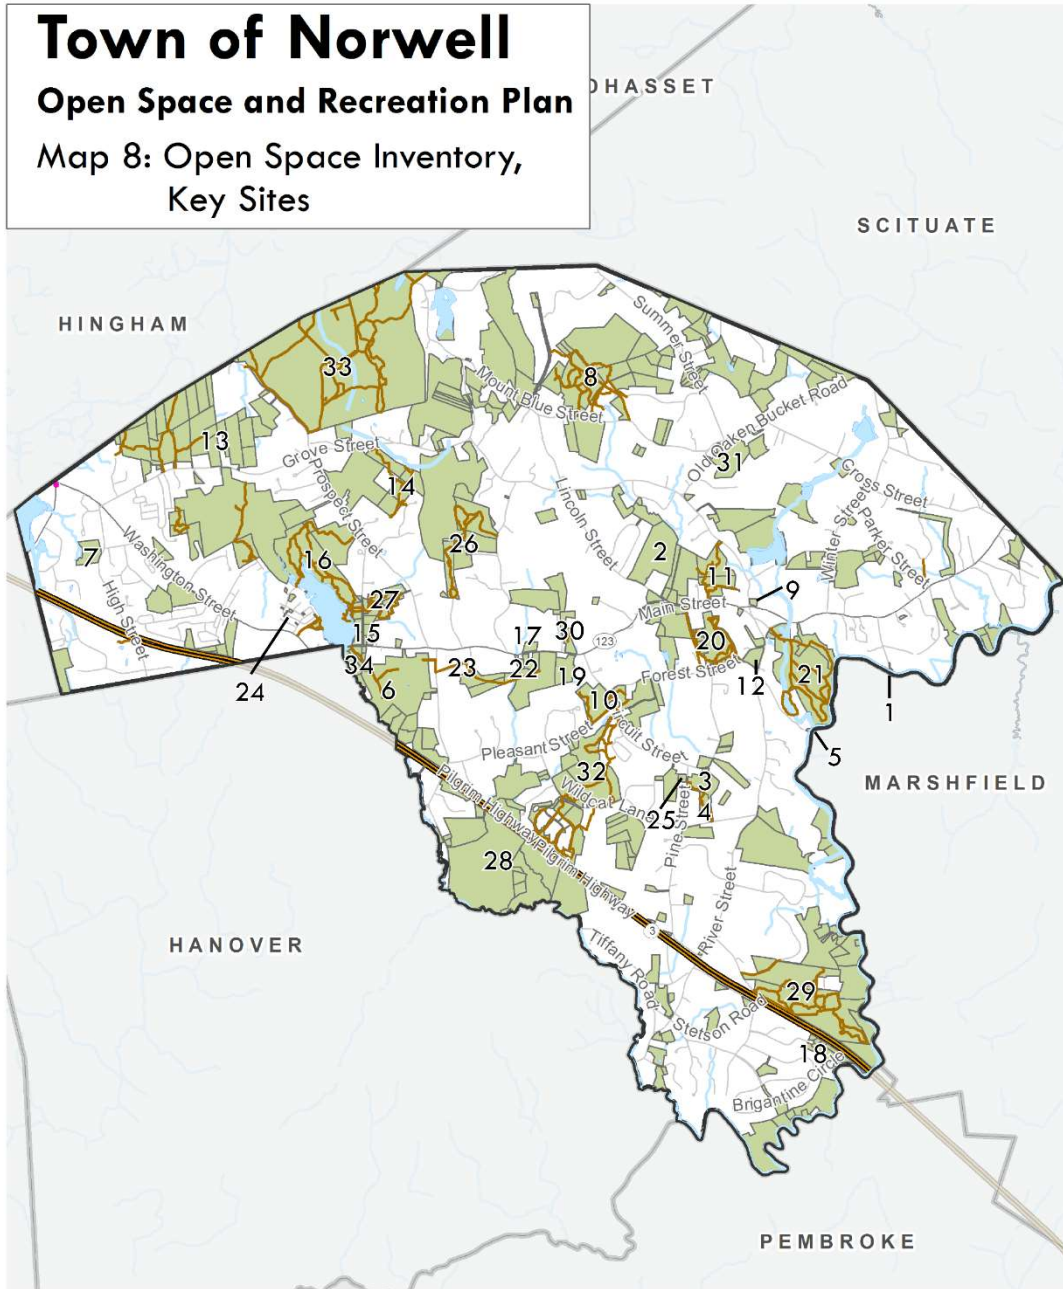 Town of Norwell
Open Space and Recreation Plan
Map 8: Open Space Inventory,
Key Sites
SCITUATE
HINGHAM
Summer Street
33
8
Mount Blue Street
Old Oaken Bucket Road
13
Grove Street
31
Cross Street
Prospect Street
14
Lincoln Street
Winter Street
Parker Street
Washington Street
26
2
7
16
11
9
High Street
27
Main Street
15
17
30
123
20
34
23
22
19
Forest Street
12
21
24
6
10
1
Pleasant Street
5
32
3
MARSHFIELD
Pilgrim Highway
Wildcat Lane
25
4
Pine Street
28
Pilgrim Highway
River Street
HANOVER
3
Tiffany Road
29
Stetson Road
18
Brigantine Circle
PEMBROKE